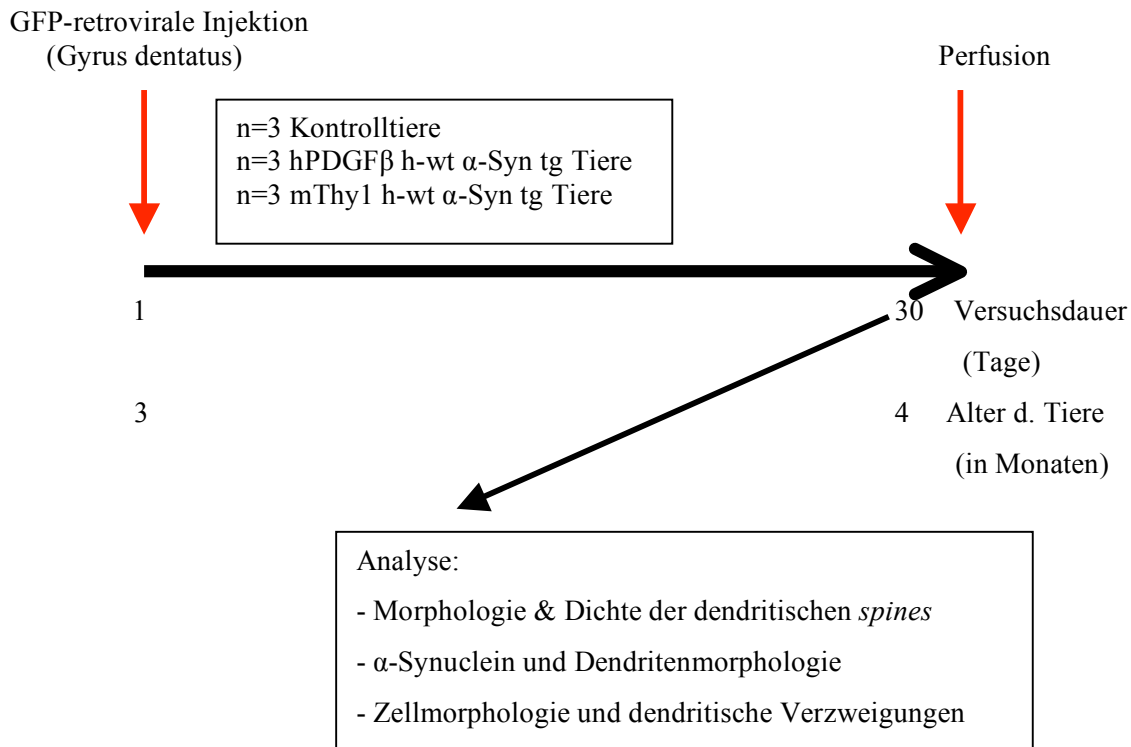 GFP-retrovirale Injektion
(Gyrus dentatus)
Perfusion
n=3 Kontrolltiere
n=3 hPDGFβ h-wt α-Syn tg Tiere
n=3 mThy1 h-wt α-Syn tg Tiere
1
30 Versuchsdauer
(Tage)
3
4 Alter d. Tiere
(in Monaten)
Analyse:
- Morphologie & Dichte der dendritischen spines
- α-Synuclein und Dendritenmorphologie
- Zellmorphologie und dendritische Verzweigungen